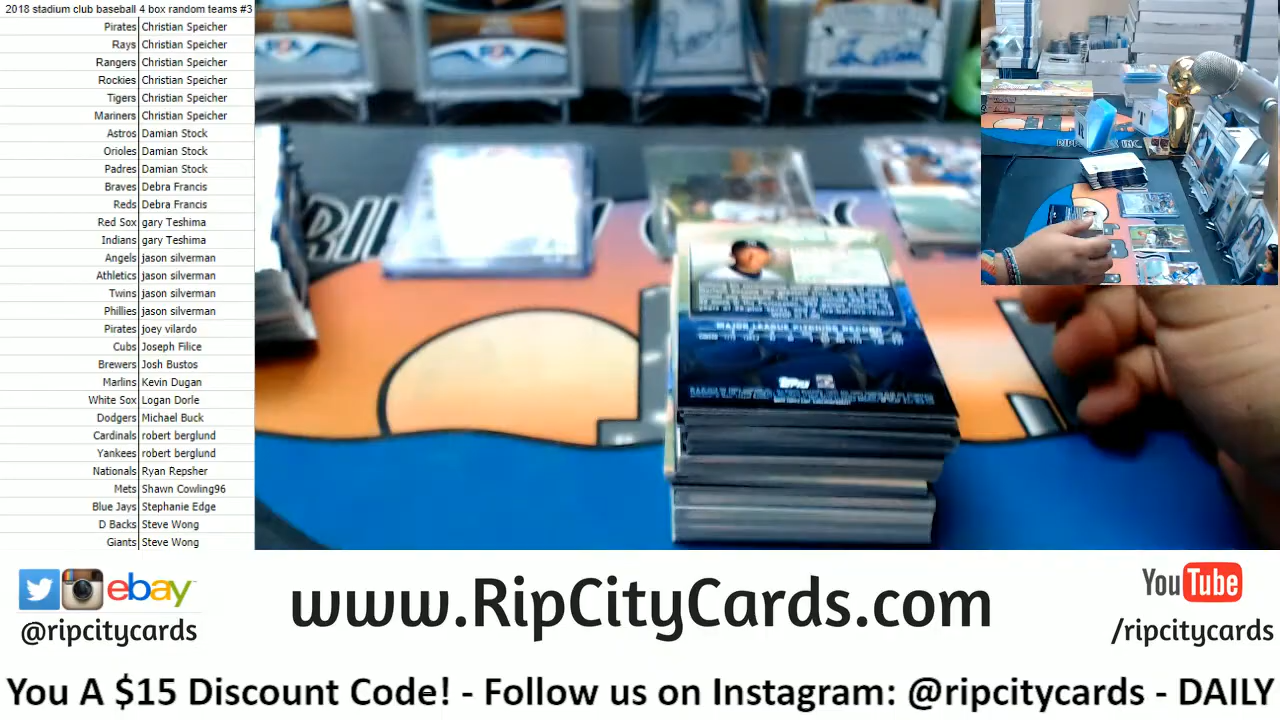 2018 stadium club baseball 4 box random teams #3
Pirates Christian Speicher
Rays Christian Speicher
Rangers Christian Speicher
Rockies Christian Speicher
Tigers Christian Speicher
Mariners Christian Speicher
Astros Damian Stock
Orioles Damian Stock
Padres Damian Stock
Braves Debra Francis
Reds Debra Francis
Red Sox gary Teshima
Indians gary Teshima
Angels jason silverman
Athletics jason silverman
Twins jason silverman
Phillies jason silverman
Pirates joey vilardo
Cubs Joseph Filice
Brewers Josh Bustos
Marlins Kevin Dugan
White Sox Logan Dorle
Dodgers Michael Buck
Cardinals robert berglund
Yankees robert berglund
Nationals Ryan Repsher
Mets Shawn Cowling96
Blue Jays Stephanie Edge
D Backs Steve Wong
Giants Steve Wong
MAJOR LEAGUE PITCHING RECORD
Topps
ebay
@ripcitycards
www.RipCityCards.com
YouTube
/ripcitycards
You A $15 Discount Code! - Follow us on Instagram: @ripcitycards - DAILY